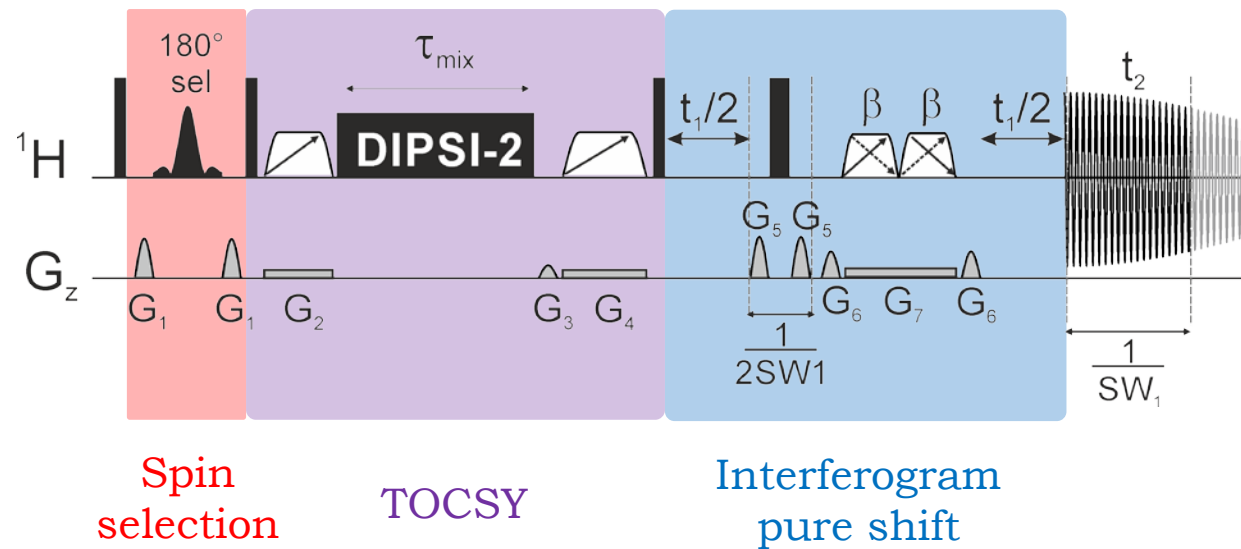 180°
sel
τmix
t₁/2
β
β
t₁/2
t₂
¹H
DIPSI-2
G₅
G₅
Gz
G₁
G₁
G₂
G₃
G₄
G₆
G₇
G₆
1
2SW1
1
SW₁
Spin
selection
TOCSY
Interferogram
pure shift